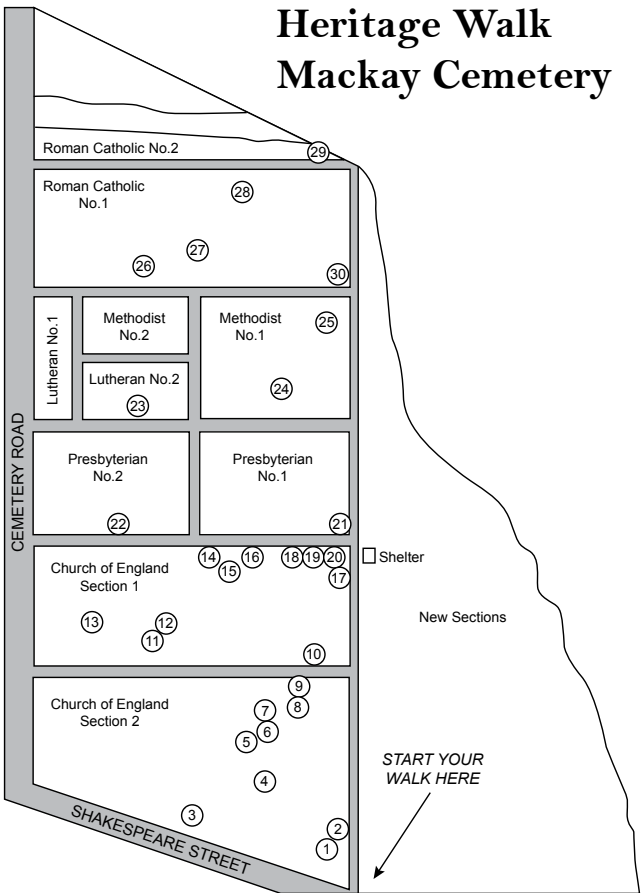 Heritage Walk
Mackay Cemetery
Roman Catholic No.2
29
Roman Catholic
No.1
28
27
26
30
Lutheran No.1
Methodist
No.2
Methodist
No.1
25
Lutheran No.2
24
23
CEMETERY ROAD
Presbyterian
No.2
Presbyterian
No.1
22
21
Church of England
Section 1
14
16
18
19
20
15
17
Shelter
13
12
11
10
New Sections
Church of England
Section 2
9
8
7
6
5
4
3
2
1
START YOUR
WALK HERE
SHAKESPEARE STREET